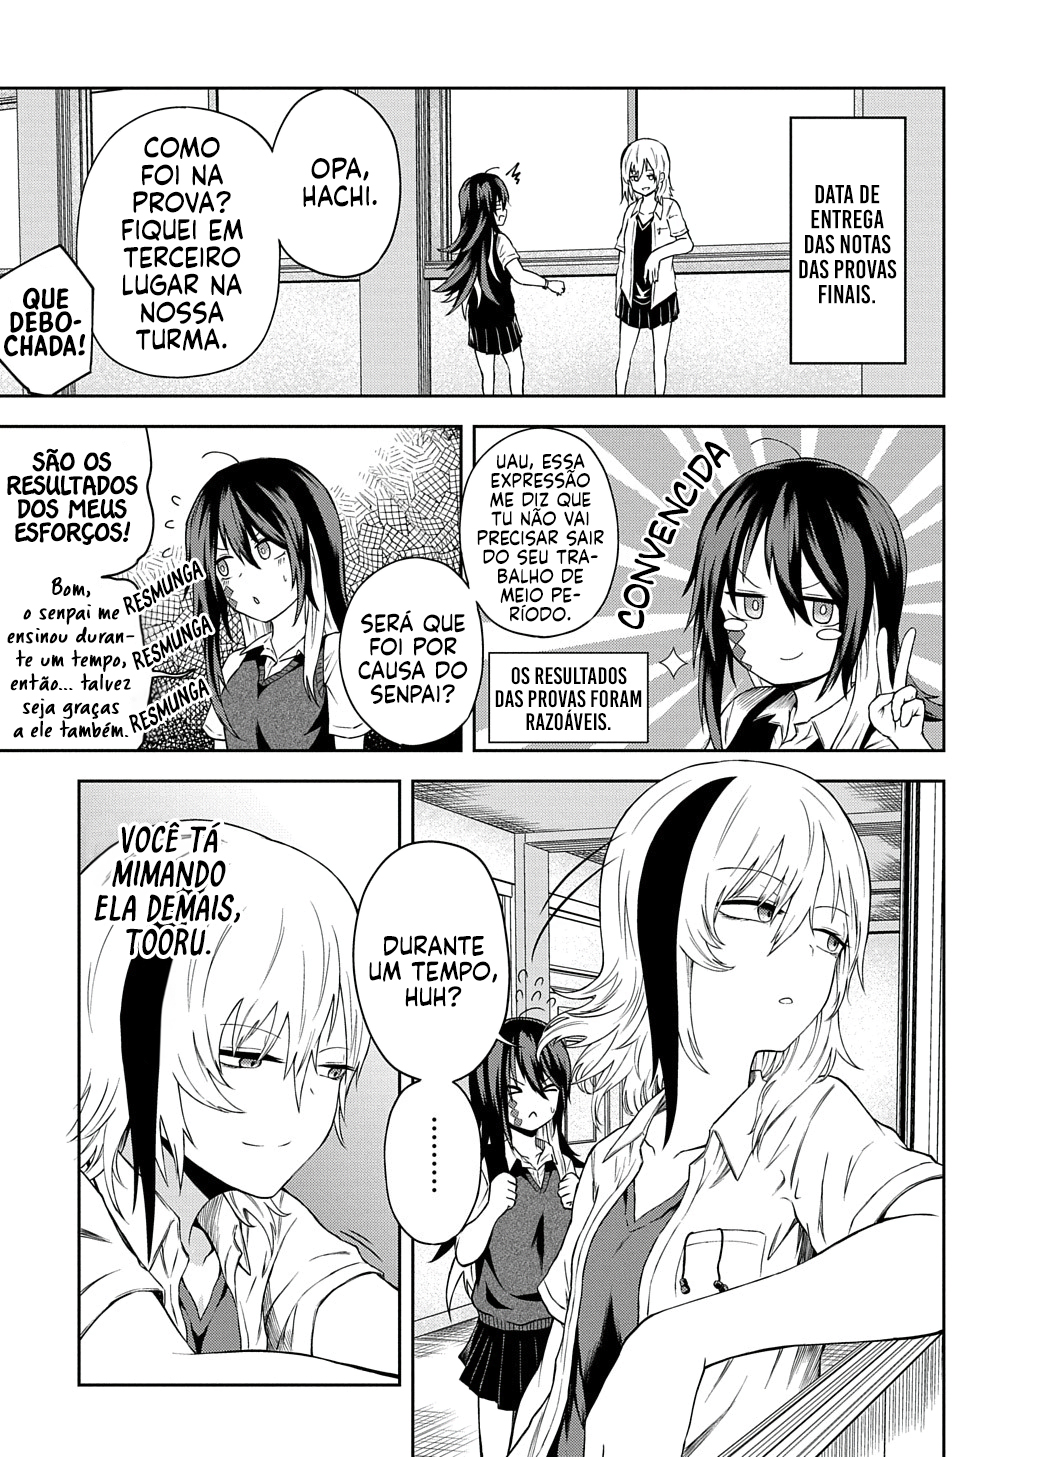 DATA DE
ENTREGA
DAS NOTAS
DAS PROVAS
FINAIS.
OPA,
HACHI.
COMO
FOI NA
PROVA?
FIQUEI EM
TERCEIRO
LUGAR NA
NOSSA
TURMA.
QUE
DEBO-
CHADA!
CONVENCIDA
UAU, ESSA
EXPRESSÃO
ME DIZ QUE
TU NÃO VAI
PRECISAR SAIR
DO SEU TRA-
BALHO DE
MEIO PE-
RÍODO.
OS RESULTADOS
DAS PROVAS FORAM
RAZOÁVEIS.
SERÁ QUE
FOI POR
CAUSA DO
SENPAI?
SÃO OS
RESULTADOS
DOS MEUS
ESFORÇOS!
RESMUNGA
RESMUNGA
RESMUNGA
Bom,
o senpai me
ensinou duran-
te um tempo,
então... talvez
seja graças
a ele também.
DURANTE
UM TEMPO,
HUH?
.........
VOCÊ TÁ
MIMANDO
ELA DEMAIS,
TOORU.